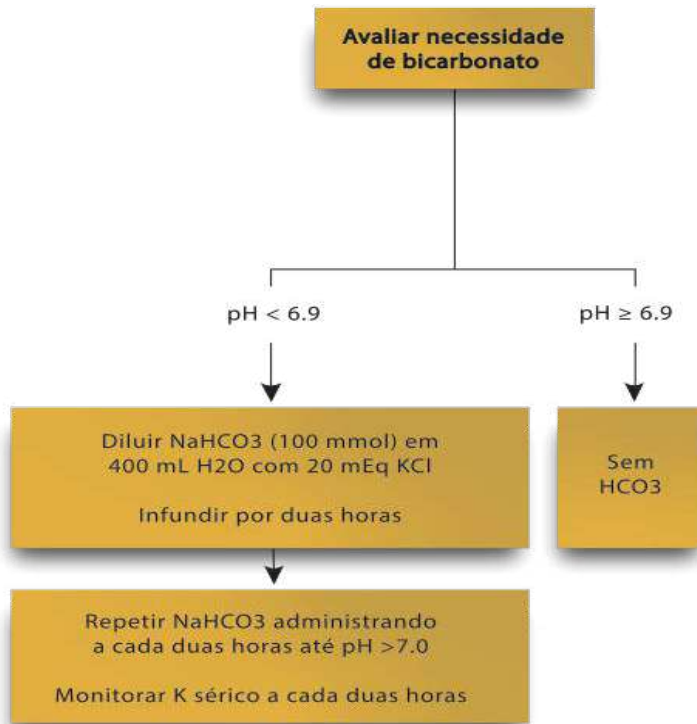 Avaliar necessidade
de bicarbonato
pH < 6.9
pH ≥ 6.9
Diluir NaHCO3 (100 mmol) em
400 mL H2O com 20 mEq KCl
Infundir por duas horas
Sem
HCO3
Repetir NaHCO3 administrando
a cada duas horas até pH >7.0
Monitorar K sérico a cada duas horas